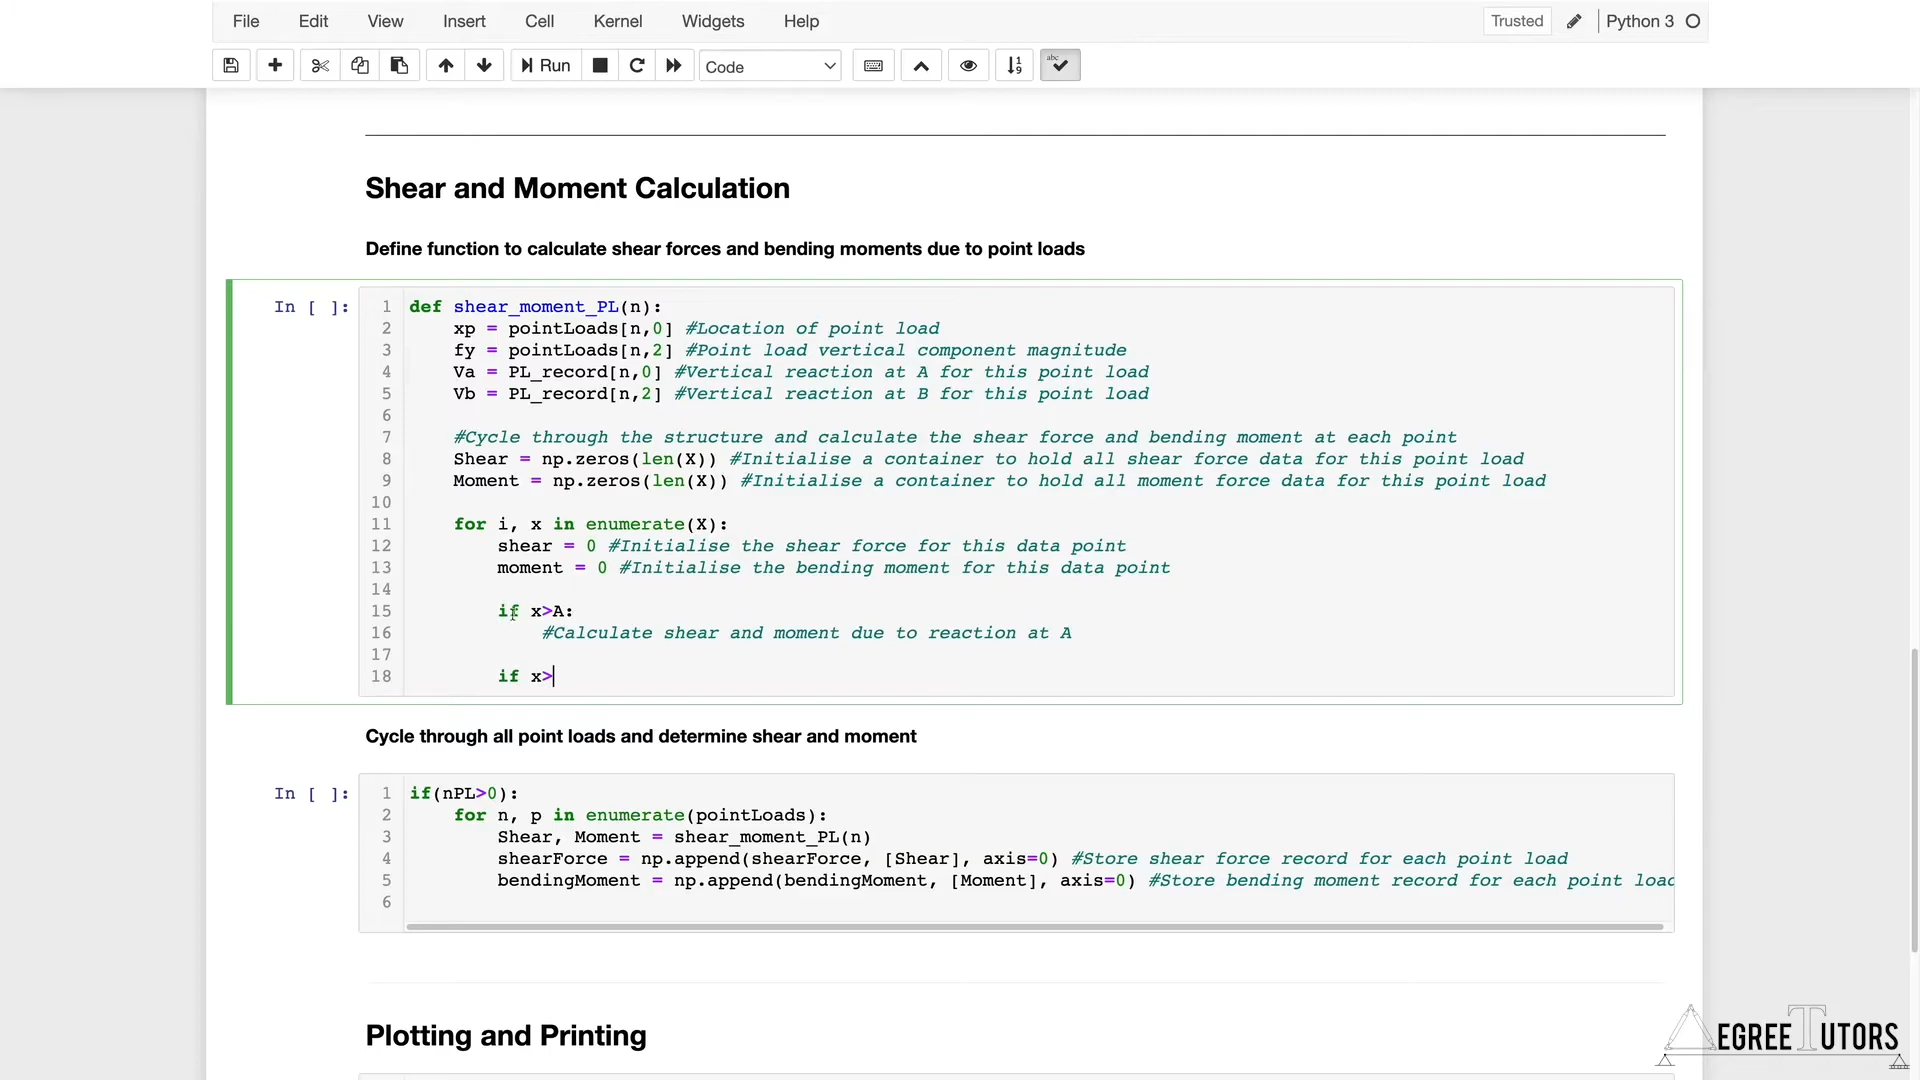 File Edit View Insert Cell Kernel Widgets Help Trusted Python 3
Run Code abc 1 9
Shear and Moment Calculation
Define function to calculate shear forces and bending moments due to point loads
In [ ]:
1 def shear_moment_PL(n):
2     xp = pointLoads[n,0] #Location of point load
3     fy = pointLoads[n,2] #Point load vertical component magnitude
4     Va = PL_record[n,0] #Vertical reaction at A for this point load
5     Vb = PL_record[n,2] #Vertical reaction at B for this point load
6
7     #Cycle through the structure and calculate the shear force and bending moment at each point
8     Shear = np.zeros(len(X)) #Initialise a container to hold all shear force data for this point load
9     Moment = np.zeros(len(X)) #Initialise a container to hold all moment force data for this point load
10
11     for i, x in enumerate(X):
12         shear = 0 #Initialise the shear force for this data point
13         moment = 0 #Initialise the bending moment for this data point
14
15         if x>A:
16             #Calculate shear and moment due to reaction at A
17
18         if x>
Cycle through all point loads and determine shear and moment
In [ ]:
1 if(nPL>0):
2     for n, p in enumerate(pointLoads):
3         Shear, Moment = shear_moment_PL(n)
4         shearForce = np.append(shearForce, [Shear], axis=0) #Store shear force record for each point load
5         bendingMoment = np.append(bendingMoment, [Moment], axis=0) #Store bending moment record for each point loa
6
Plotting and Printing
DEGREE TUTORS